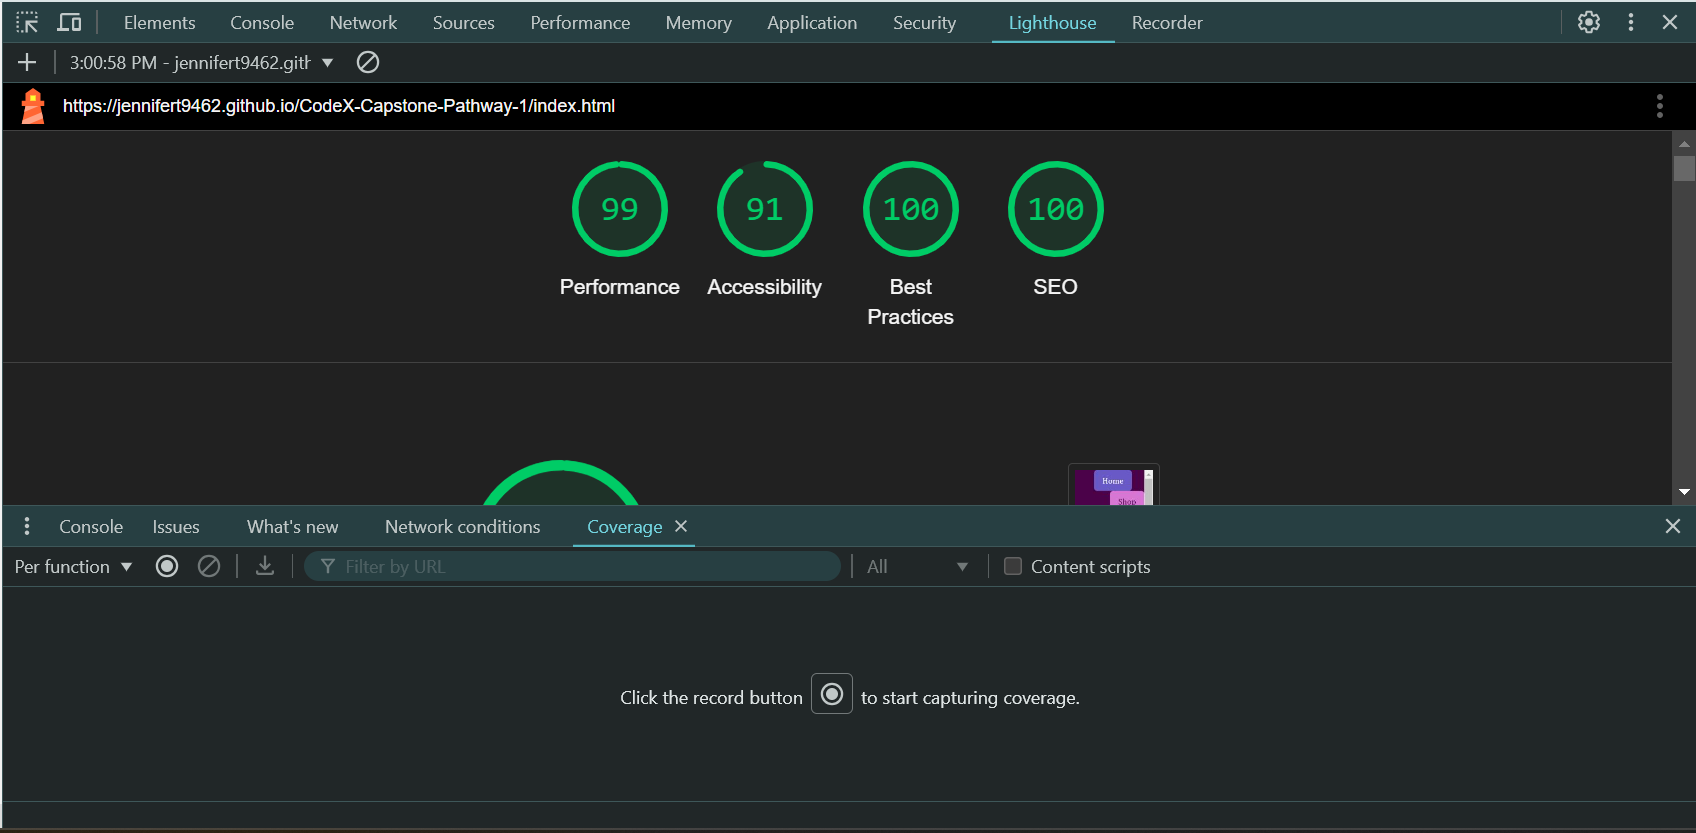 Elements Console Network Sources Performance Memory Application Security Lighthouse Recorder
3:00:58 PM - jennifert9462.gith
https://jennifert9462.github.io/CodeX-Capstone-Pathway-1/index.html
99 91 100 100
Performance Accessibility Best Practices SEO
Home
Shop
Console Issues What's new Network conditions Coverage
Per function Filter by URL All Content scripts
Click the record button to start capturing coverage.